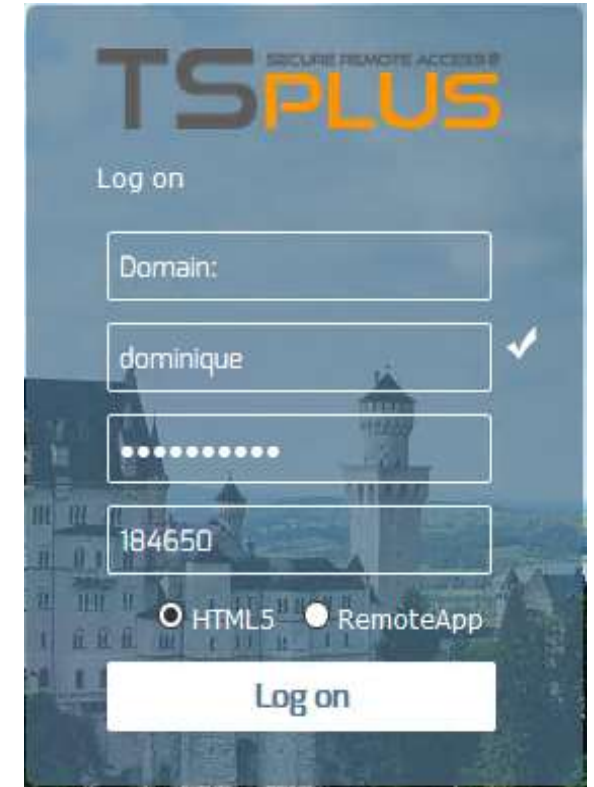 SECURE REMOTE ACCESS
TSPLUS
Log on
Domain:
dominique
••••••••••
184650
HTML5 RemoteApp
Log on